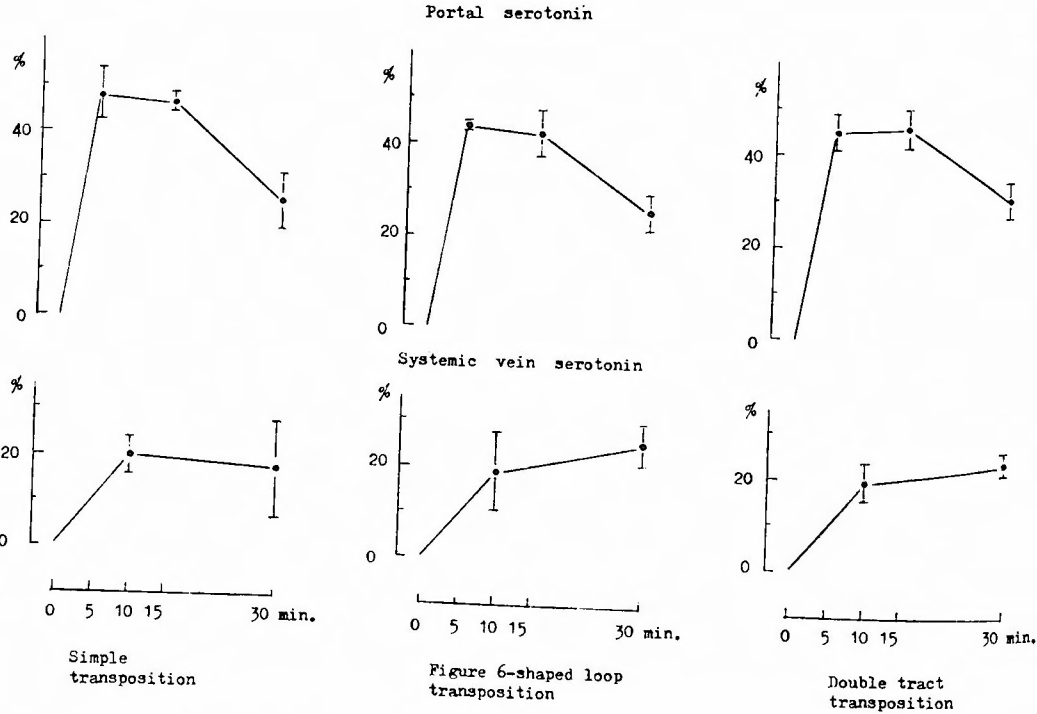 Portal serotonin
%
40
20
0
%
40
20
0
%
40
20
0
Systemic vein serotonin
%
20
0
%
20
0
%
20
0
0 5 10 15 30 min.
0 5 10 15 30 min.
0 5 10 15 30 min.
Simple
transposition
Figure 6-shaped loop
transposition
Double tract
transposition